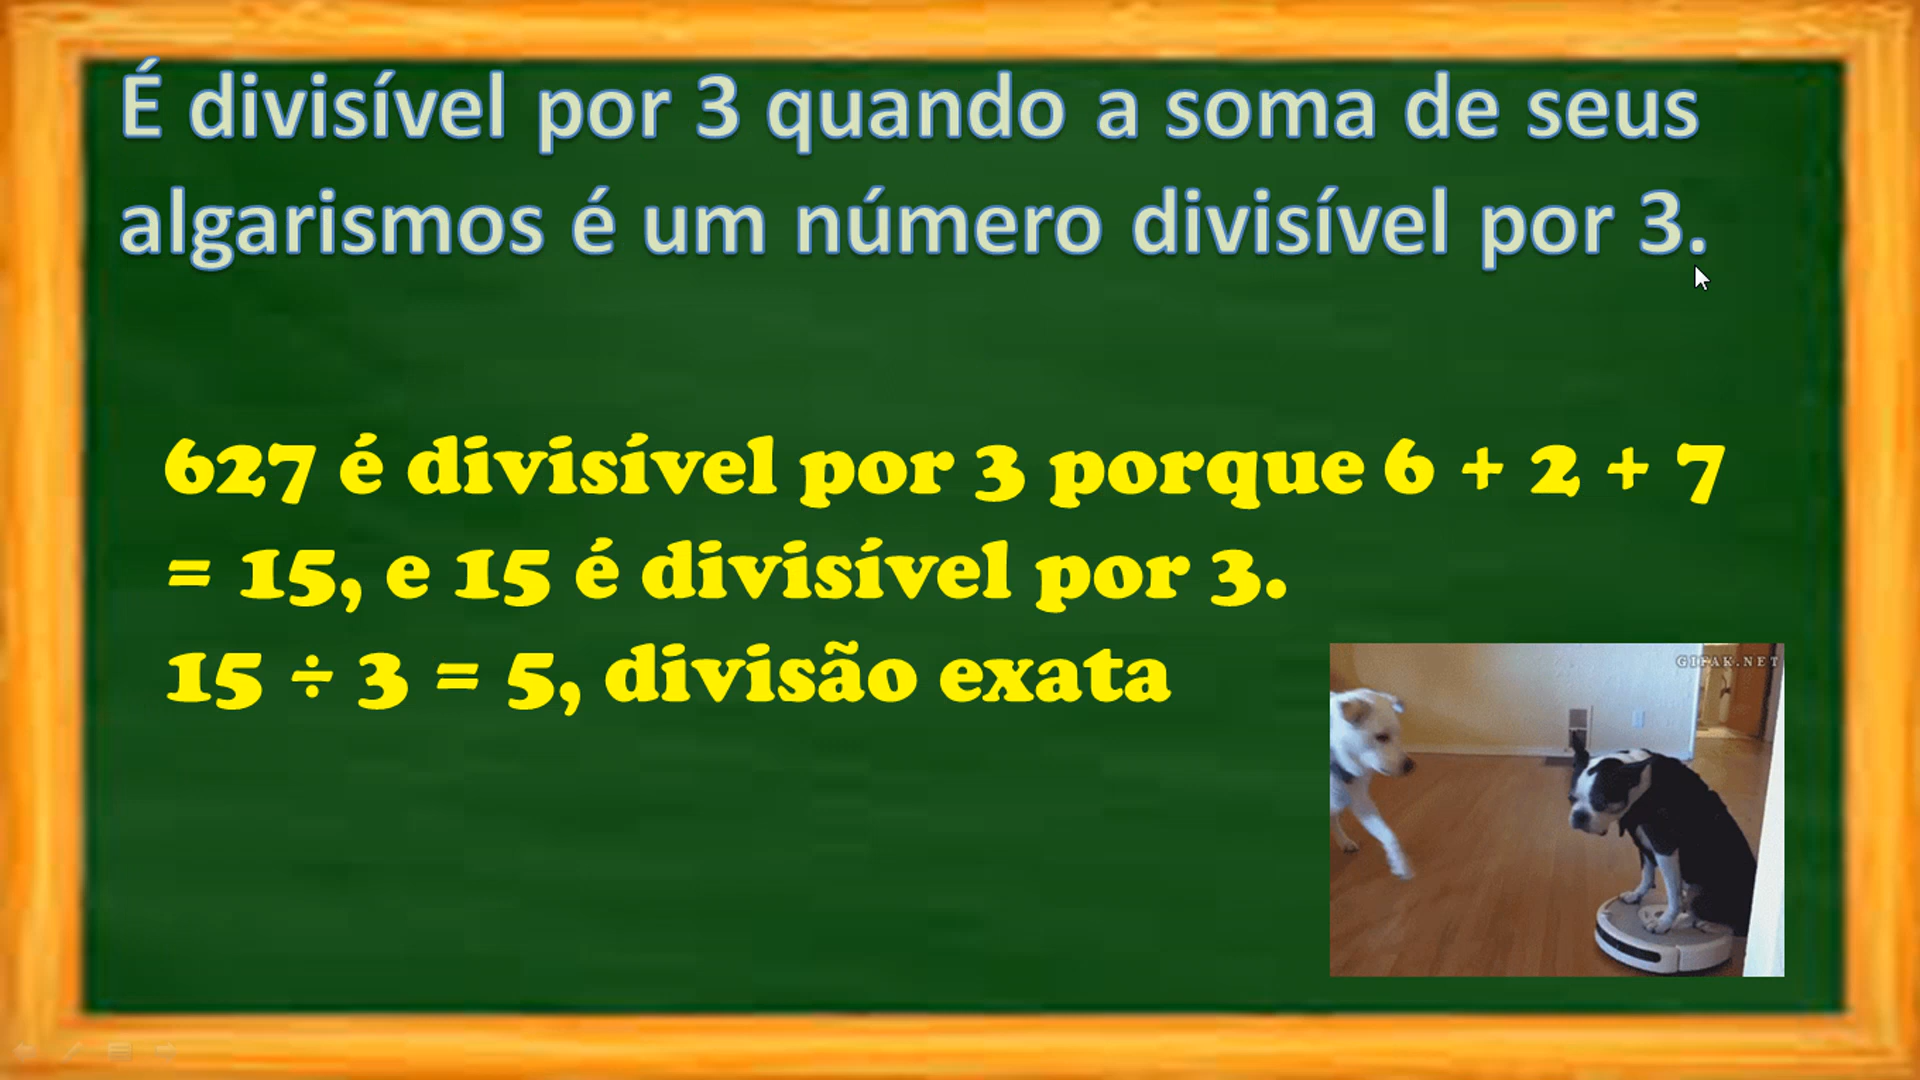 É divisível por 3 quando a soma de seus
algarismos é um número divisível por 3.
627 é divisível por 3 porque 6 + 2 + 7
= 15, e 15 é divisível por 3.
15 ÷ 3 = 5, divisão exata
GIFAK.NET